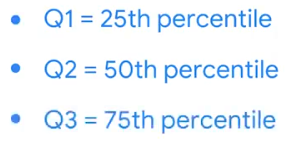 • Q1 = 25th percentile
• Q2 = 50th percentile
• Q3 = 75th percentile